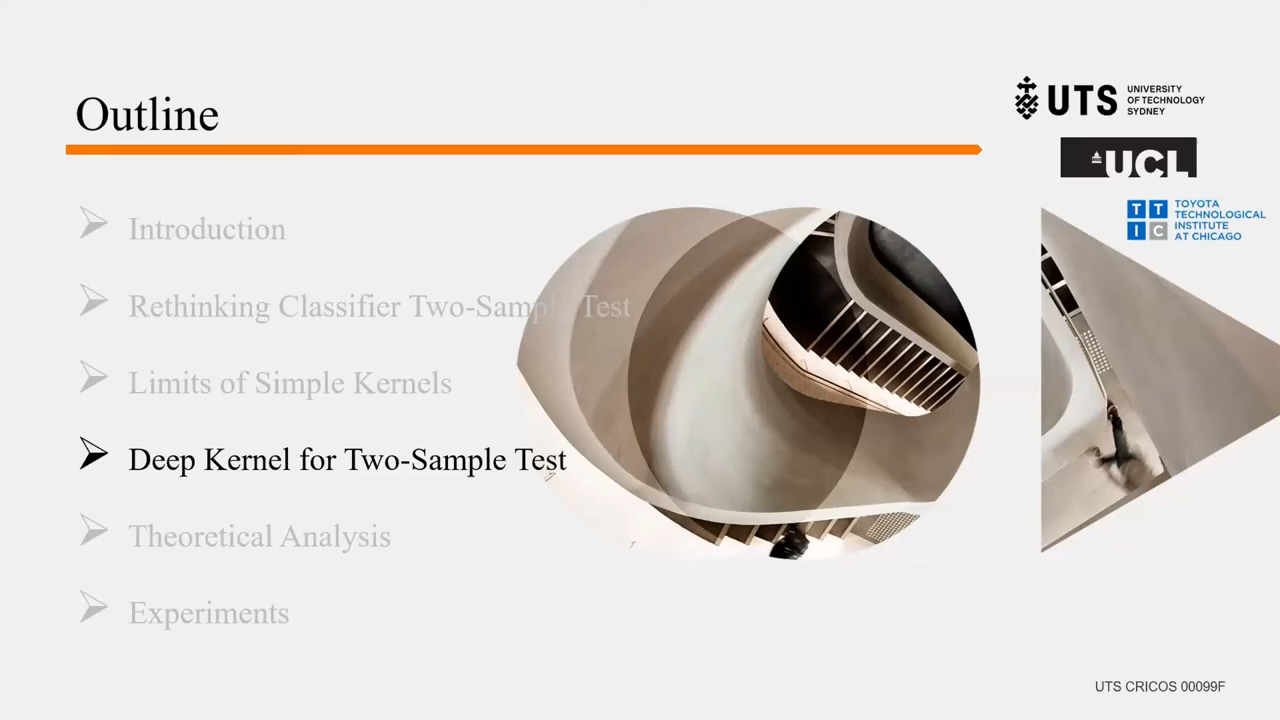 Outline
UTS UNIVERSITY
OF TECHNOLOGY
SYDNEY
UCL
T T
I C
TOYOTA
TECHNOLOGICAL
INSTITUTE
AT CHICAGO
Introduction
Rethinking Classifier Two-Sample Test
Limits of Simple Kernels
Deep Kernel for Two-Sample Test
Theoretical Analysis
Experiments
UTS CRICOS 00099F